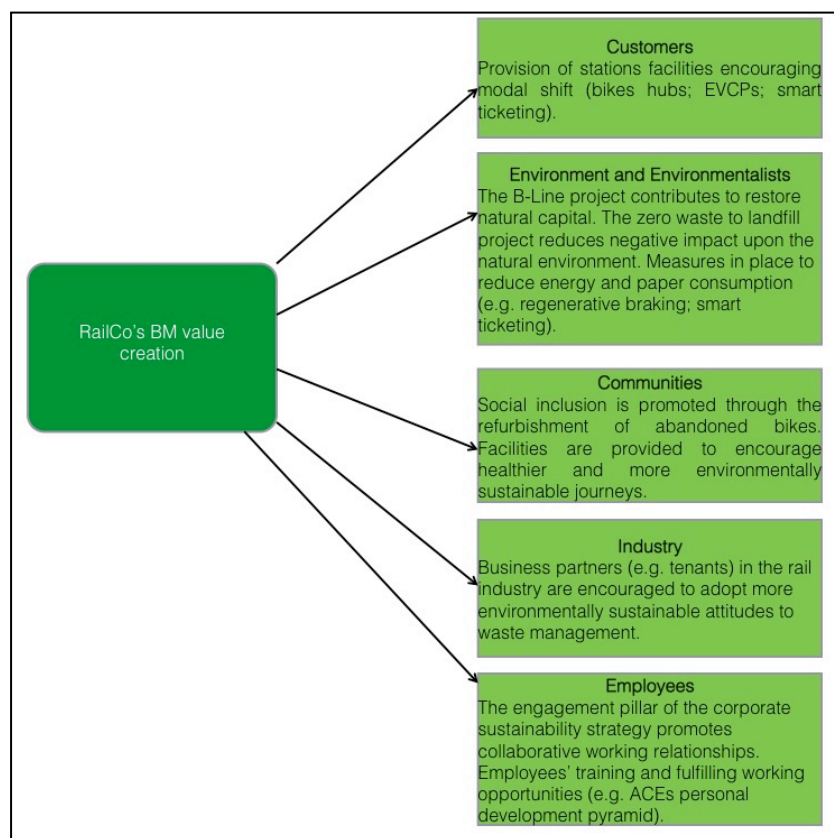 RailCo's BM value
creation
Customers
Provision of stations facilities encouraging
modal shift (bikes hubs; EVCPs; smart
ticketing).
Environment and Environmentalists
The B-Line project contributes to restore
natural capital. The zero waste to landfill
project reduces negative impact upon the
natural environment. Measures in place to
reduce energy and paper consumption
(e.g. regenerative braking; smart
ticketing).
Communities
Social inclusion is promoted through the
refurbishment of abandoned bikes.
Facilities are provided to encourage
healthier and more environmentally
sustainable journeys.
Industry
Business partners (e.g. tenants) in the rail
industry are encouraged to adopt more
environmentally sustainable attitudes to
waste management.
Employees
The engagement pillar of the corporate
sustainability strategy promotes
collaborative working relationships.
Employees' training and fulfilling working
opportunities (e.g. ACEs personal
development pyramid).